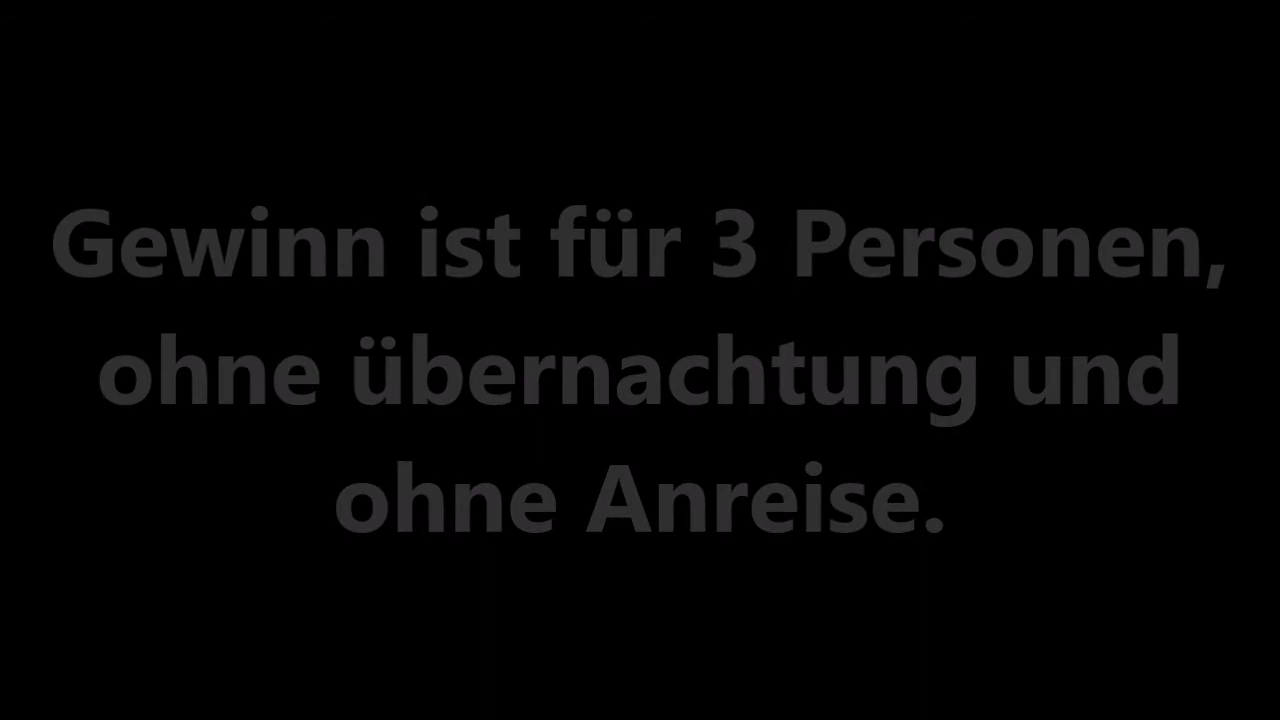 Gewinn ist für 3 Personen,
ohne übernachtung und
ohne Anreise.